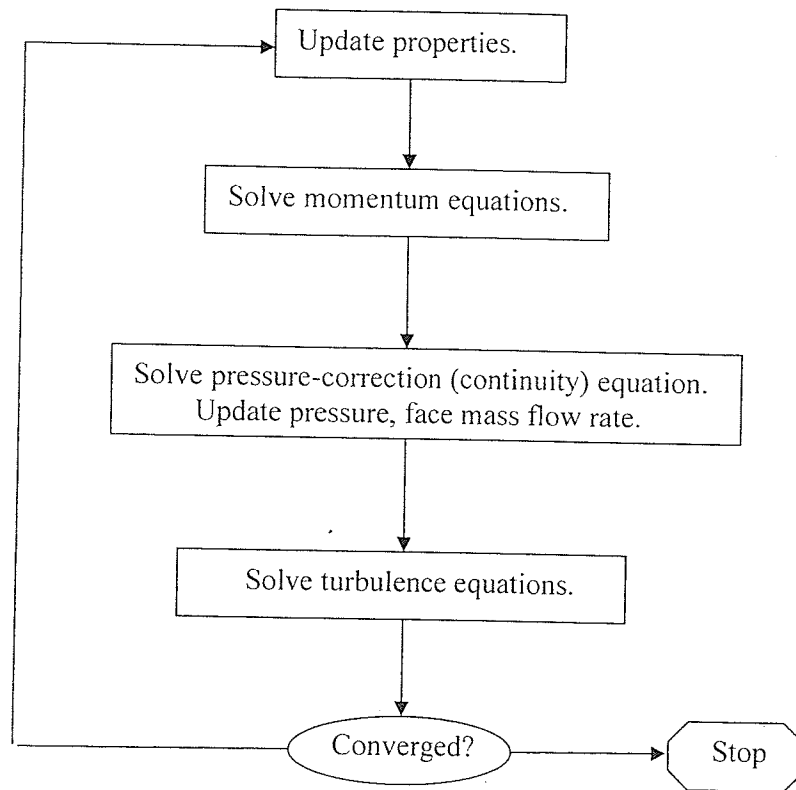 Update properties.
Solve momentum equations.
Solve pressure-correction (continuity) equation.
Update pressure, face mass flow rate.
Solve turbulence equations.
Converged?
Stop